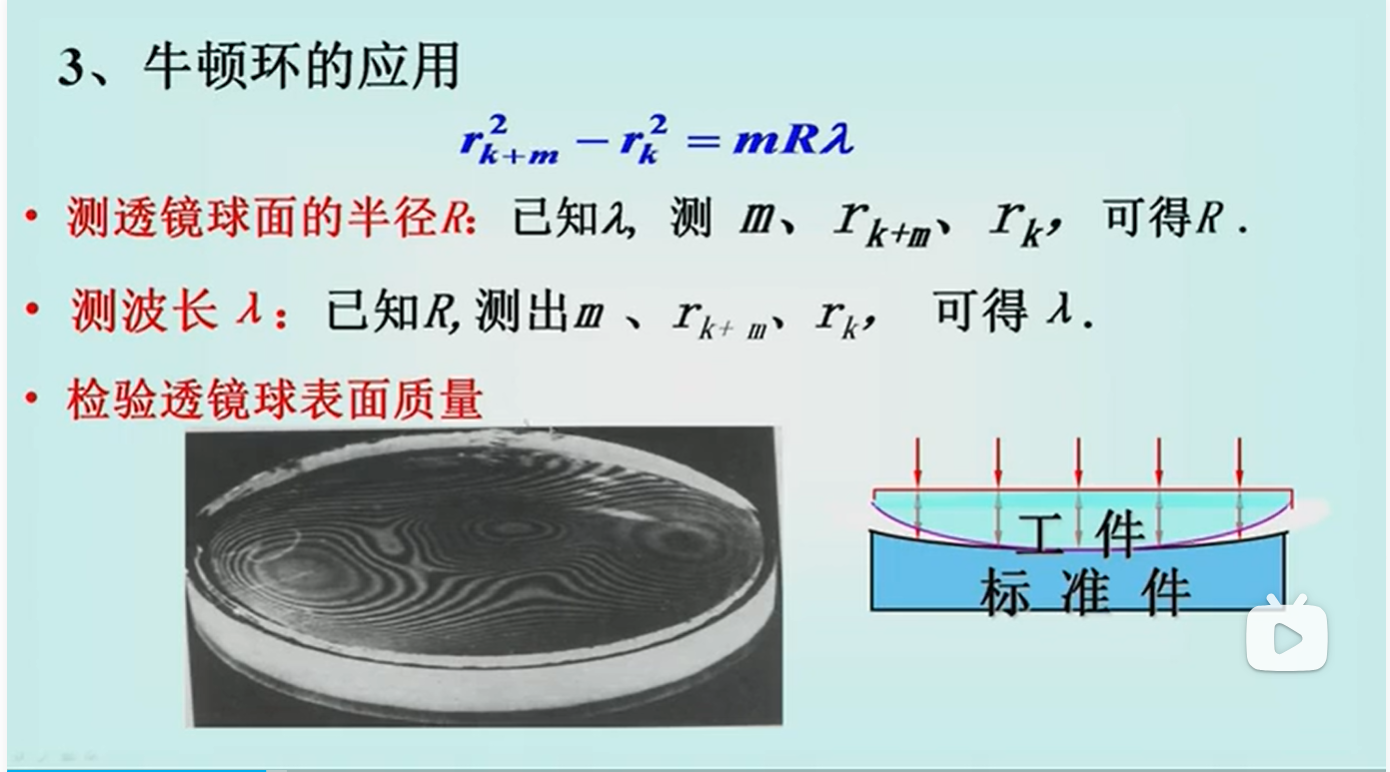 3、牛顿环的应用
r²ₖ₊ₘ − r²ₖ = mRλ
• 测透镜球面的半径R：已知λ, 测 m、rₖ₊ₘ、rₖ，可得R .
• 测波长 λ：已知R,测出m 、rₖ₊ ₘ、rₖ， 可得 λ .
• 检验透镜球表面质量
工 件
标 准 件